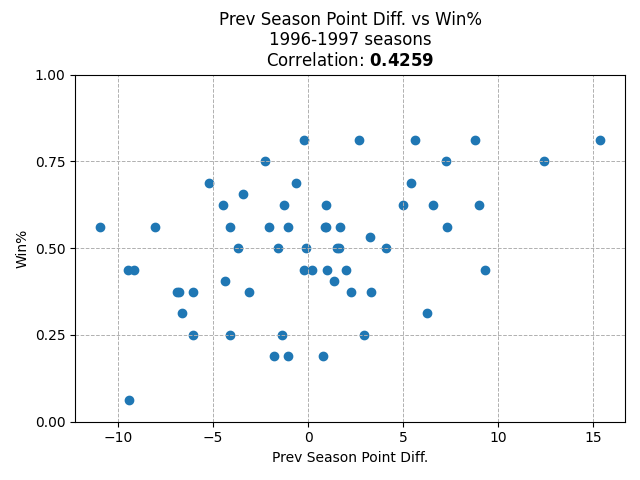 Prev Season Point Diff. vs Win%
1996-1997 seasons
Correlation: 0.4259
1.00
0.75
0.50
0.25
0.00
Win%
−10
−5
0
5
10
15
Prev Season Point Diff.